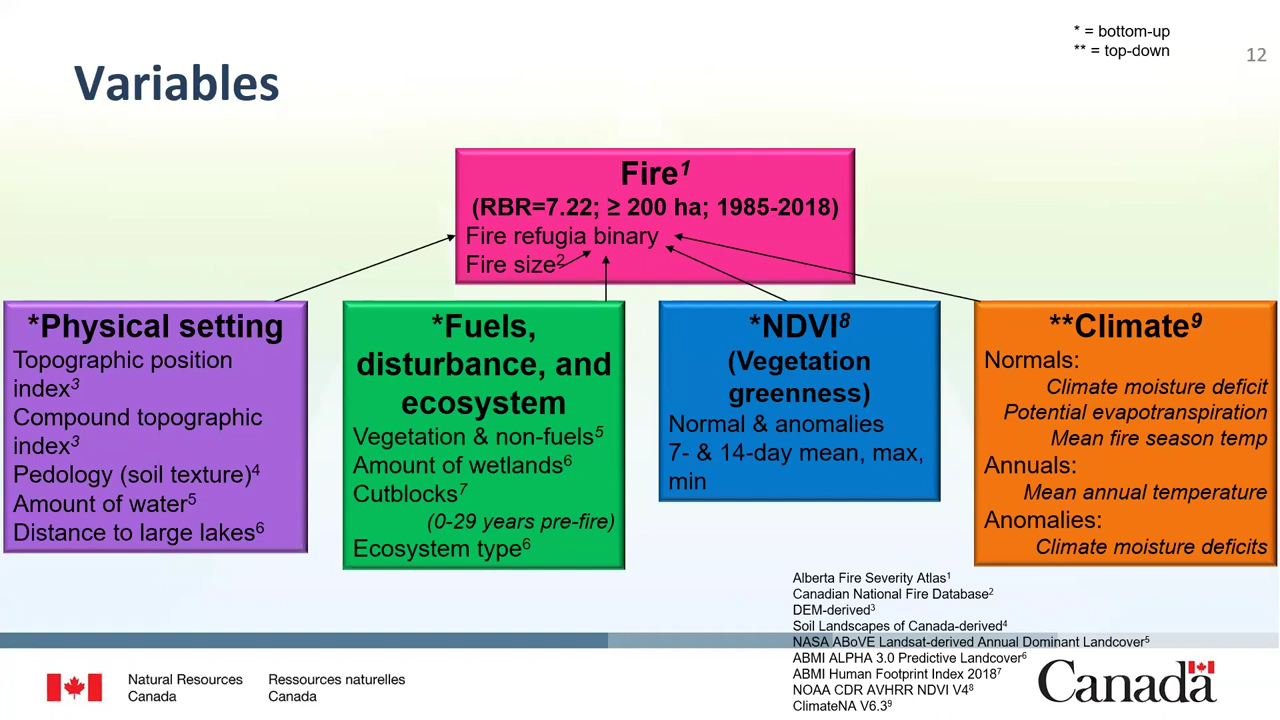 * = bottom-up
** = top-down
12
Variables
Fire¹
(RBR=7.22; ≥ 200 ha; 1985-2018)
Fire refugia binary
Fire size²
*Physical setting
Topographic position
index³
Compound topographic
index³
Pedology (soil texture)⁴
Amount of water⁵
Distance to large lakes⁶
*Fuels,
disturbance, and
ecosystem
Vegetation & non-fuels⁵
Amount of wetlands⁶
Cutblocks⁷
(0-29 years pre-fire)
Ecosystem type⁶
*NDVI⁸
(Vegetation
greenness)
Normal & anomalies
7- & 14-day mean, max,
min
**Climate⁹
Normals:
Climate moisture deficit
Potential evapotranspiration
Mean fire season temp
Annuals:
Mean annual temperature
Anomalies:
Climate moisture deficits
Alberta Fire Severity Atlas¹
Canadian National Fire Database²
DEM-derived³
Soil Landscapes of Canada-derived⁴
NASA ABoVE Landsat-derived Annual Dominant Landcover⁵
ABMI ALPHA 3.0 Predictive Landcover⁶
ABMI Human Footprint Index 2018⁷
NOAA CDR AVHRR NDVI V4⁸
ClimateNA V6.3⁹
Natural Resources
Canada
Ressources naturelles
Canada
Canada